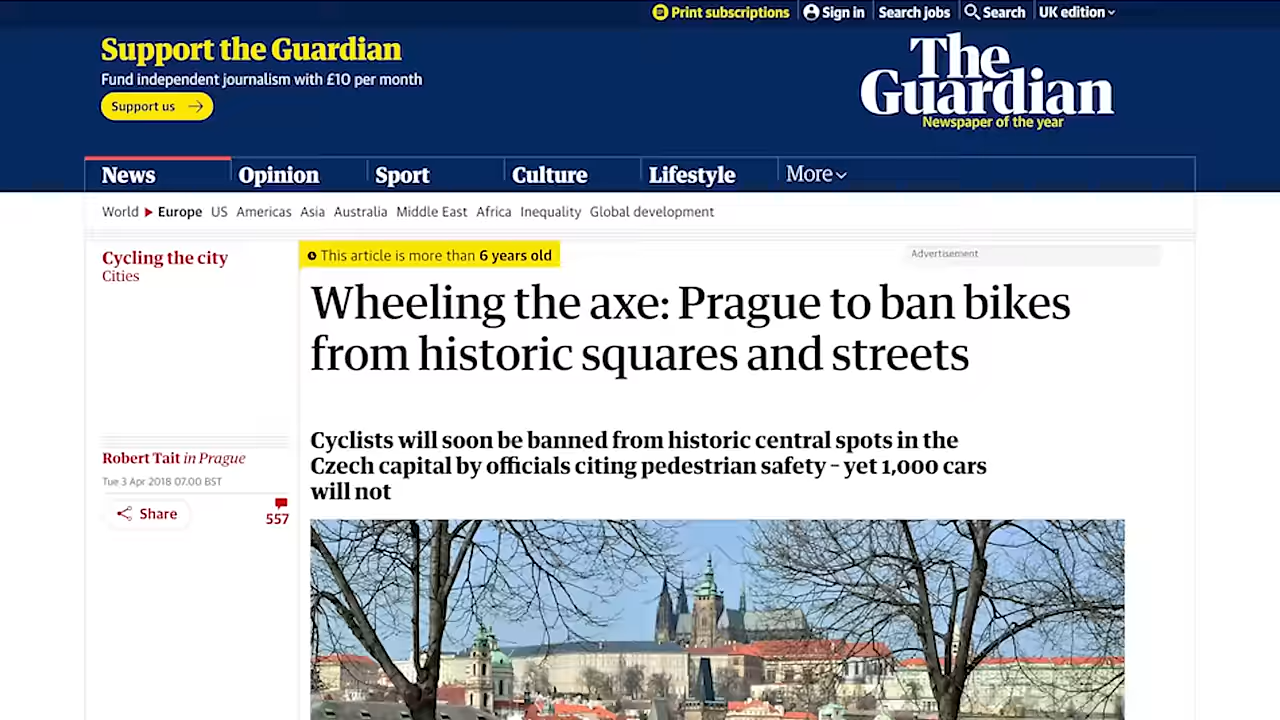 Print subscriptions
Sign in
Search jobs
Search
UK edition
Support the Guardian
Fund independent journalism with £10 per month
Support us
The
Guardian
Newspaper of the year
News
Opinion
Sport
Culture
Lifestyle
More
World
Europe
US
Americas
Asia
Australia
Middle East
Africa
Inequality
Global development
Cycling the city
Cities
This article is more than 6 years old
Advertisement
Wheeling the axe: Prague to ban bikes
from historic squares and streets
Cyclists will soon be banned from historic central spots in the
Czech capital by officials citing pedestrian safety – yet 1,000 cars
will not
Robert Tait in Prague
Tue 3 Apr 2018 07.00 BST
Share
557